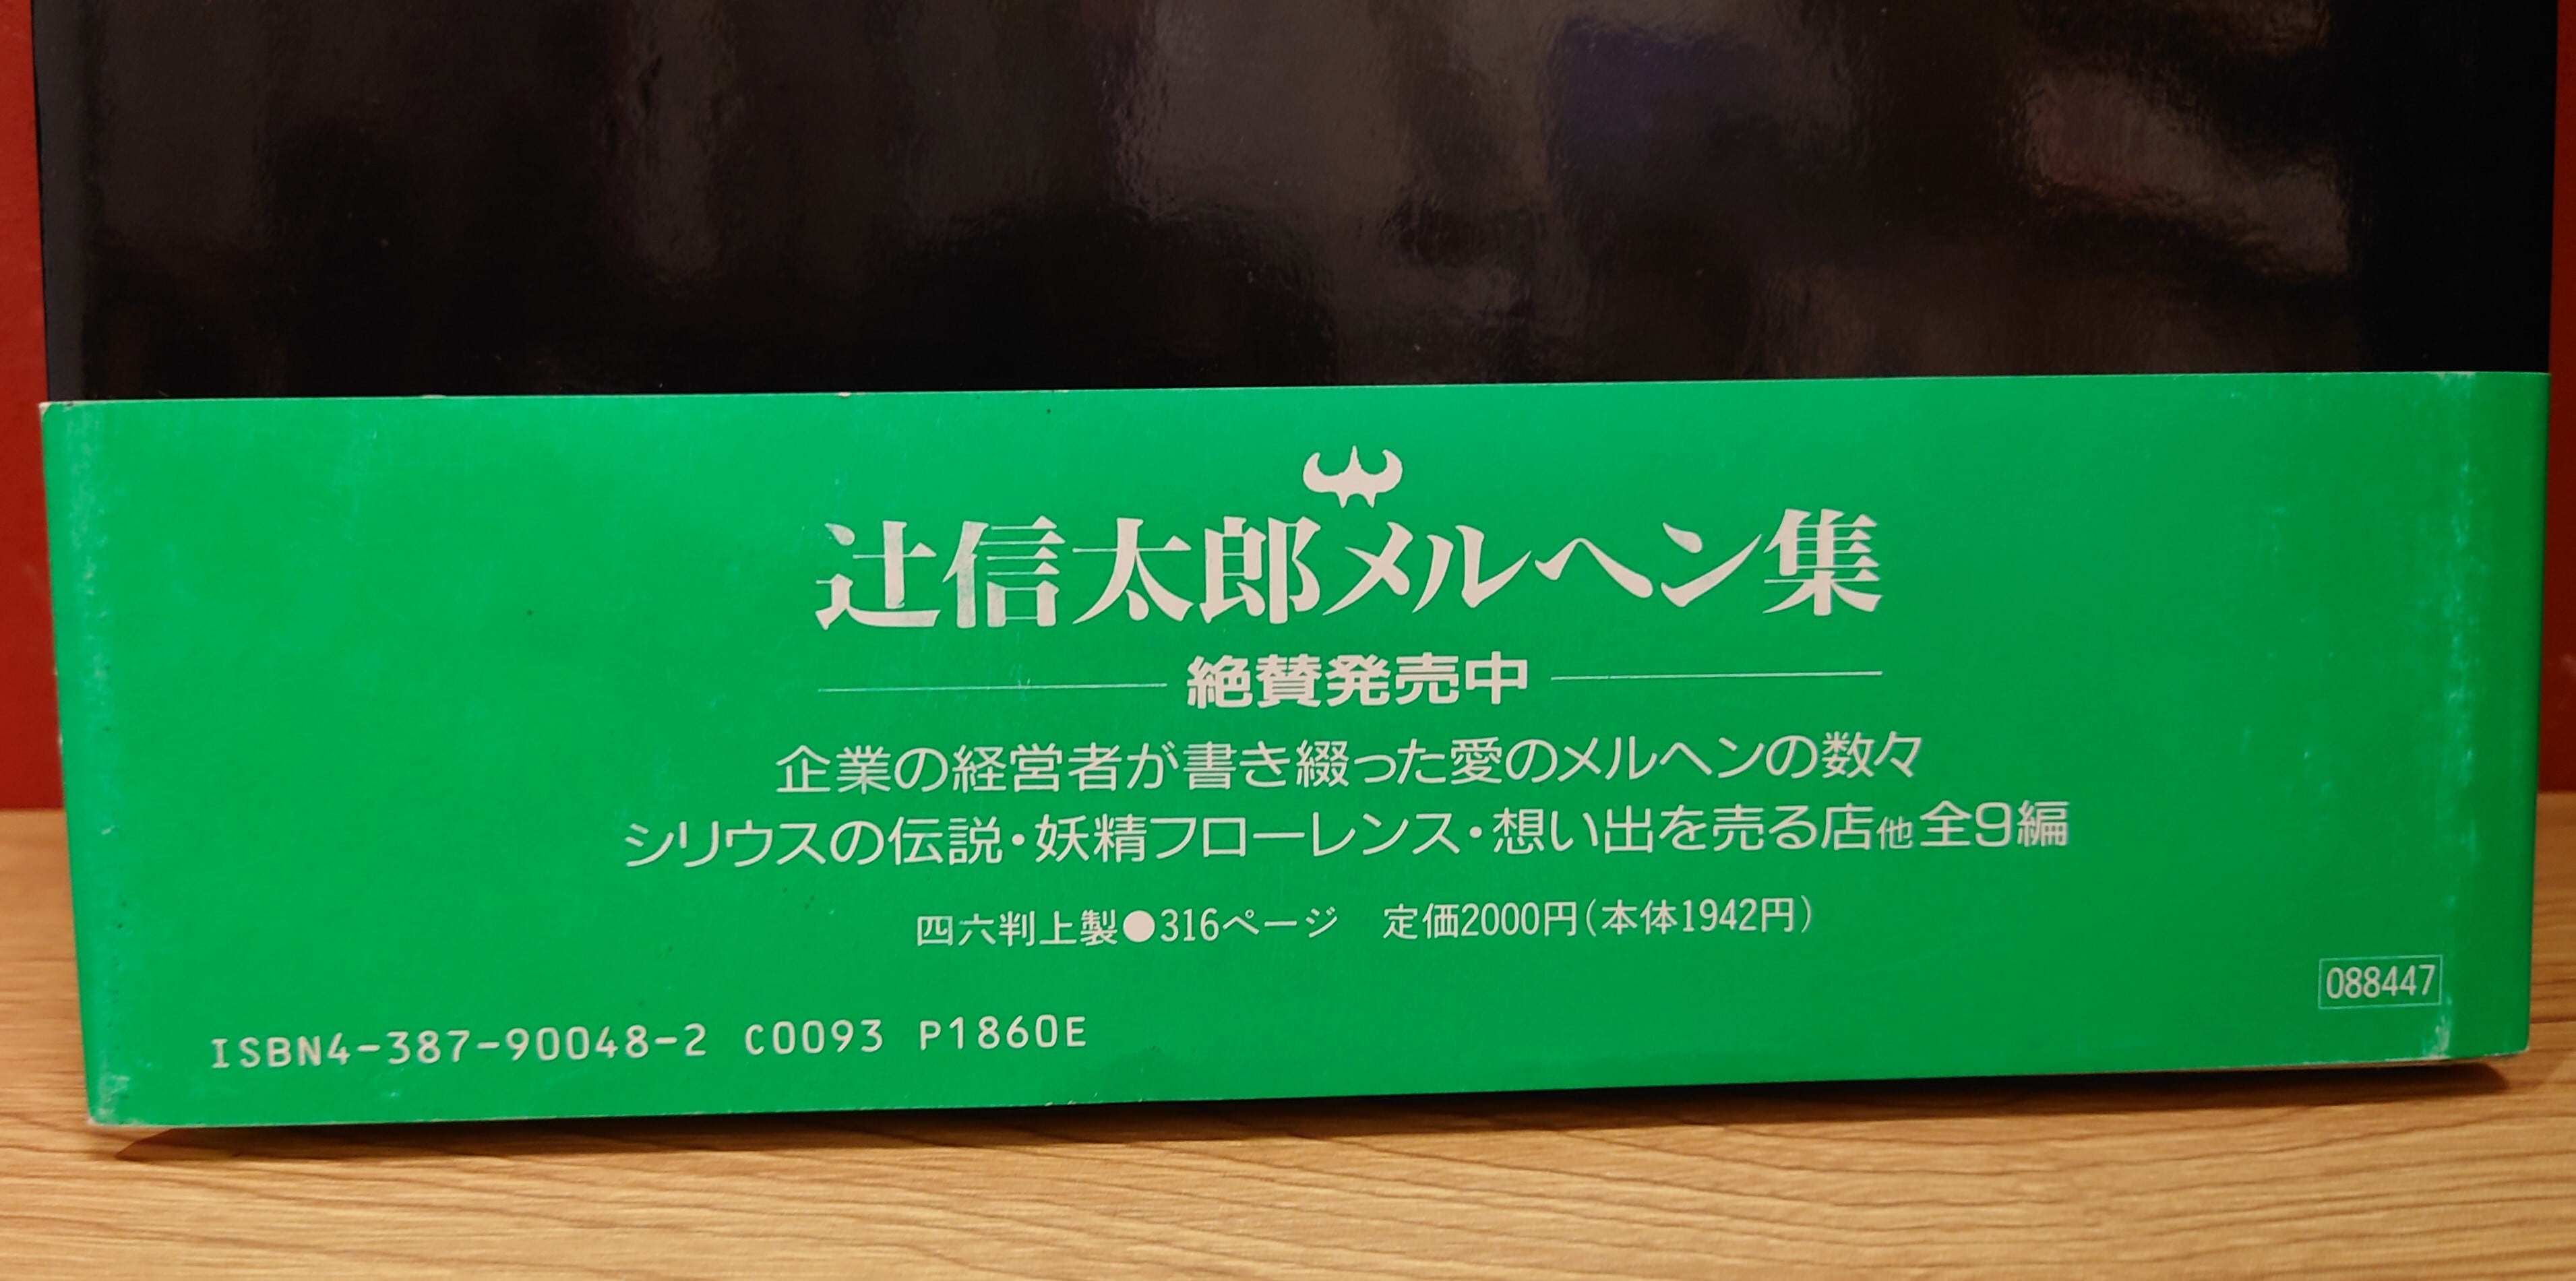 辻信太郎メルヘン集
絶賛発売中
企業の経営者が書き綴った愛のメルヘンの数々
シリウスの伝説・妖精フローレンス・想い出を売る店他全9編
四六判上製●316ページ　定価2000円(本体1942円)
088447
ISBN4-387-90048-2 C0093 P1860E